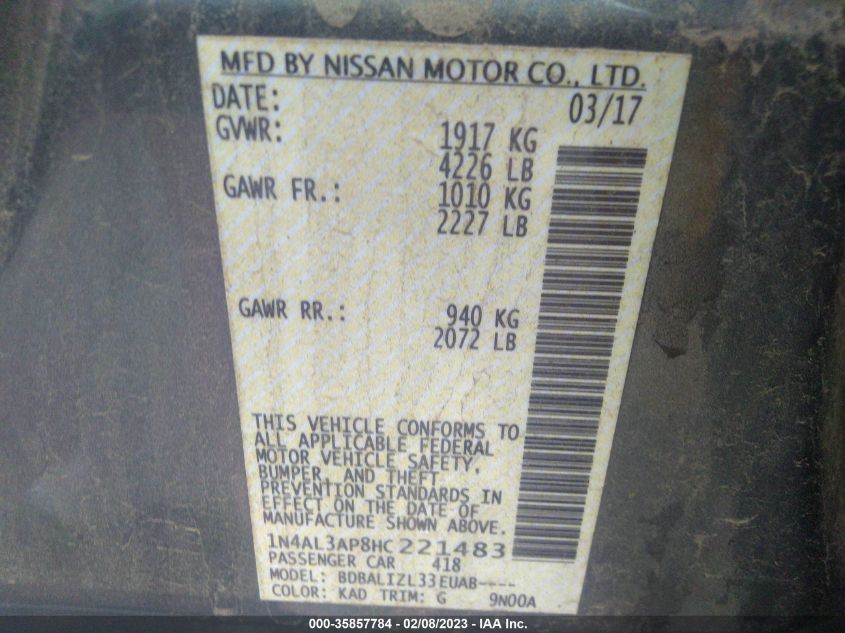 MFD BY NISSAN MOTOR CO., LTD.
DATE: 03/17
GVWR: 1917 KG
4226 LB
GAWR FR.: 1010 KG
2227 LB
GAWR RR.: 940 KG
2072 LB
THIS VEHICLE CONFORMS TO
ALL APPLICABLE FEDERAL
MOTOR VEHICLE SAFETY,
BUMPER, AND THEFT
PREVENTION STANDARDS IN
EFFECT ON THE DATE OF
MANUFACTURE SHOWN ABOVE.
1N4AL3AP8HC221483
PASSENGER CAR 418
MODEL: BDBALIZL33EUAB----
COLOR: KAD TRIM: G 9N00A
000-35857784 - 02/08/2023 - IAA Inc.